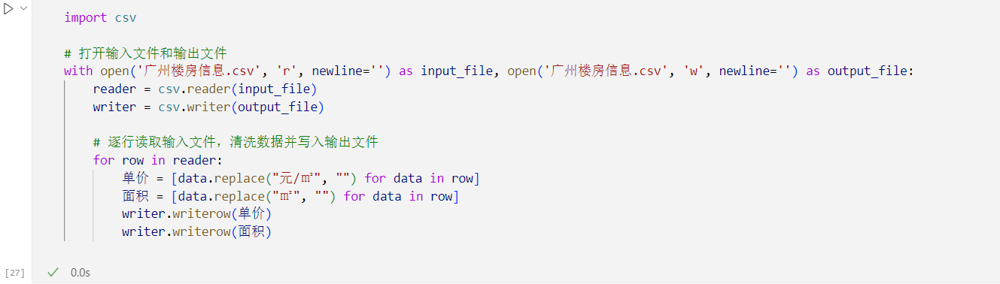 import csv
# 打开输入文件和输出文件
with open('广州楼房信息.csv', 'r', newline='') as input_file, open('广州楼房信息.csv', 'w', newline='') as output_file:
reader = csv.reader(input_file)
writer = csv.writer(output_file)
# 逐行读取输入文件，清洗数据并写入输出文件
for row in reader:
单价 = [data.replace("元/㎡", "") for data in row]
面积 = [data.replace("㎡", "") for data in row]
writer.writerow(单价)
writer.writerow(面积)
[27]
0.0s